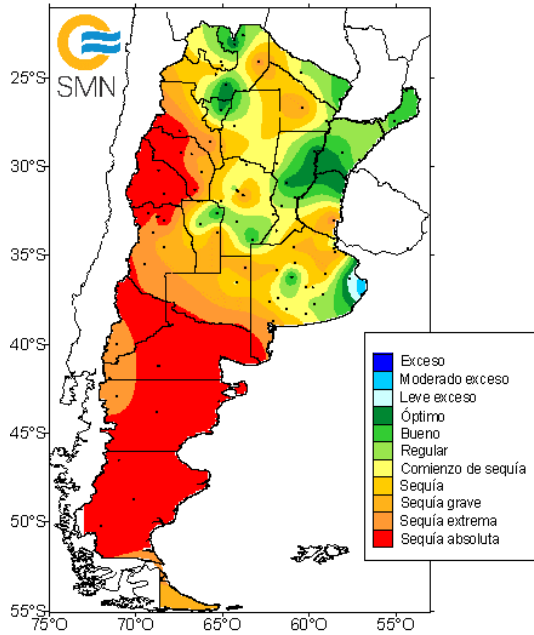 SMN
25°S
30°S
35°S
40°S
45°S
50°S
55°S
75°O
70°O
65°O
60°O
55°O
Exceso
Moderado exceso
Leve exceso
Óptimo
Bueno
Regular
Comienzo de sequía
Sequía
Sequía grave
Sequía extrema
Sequía absoluta